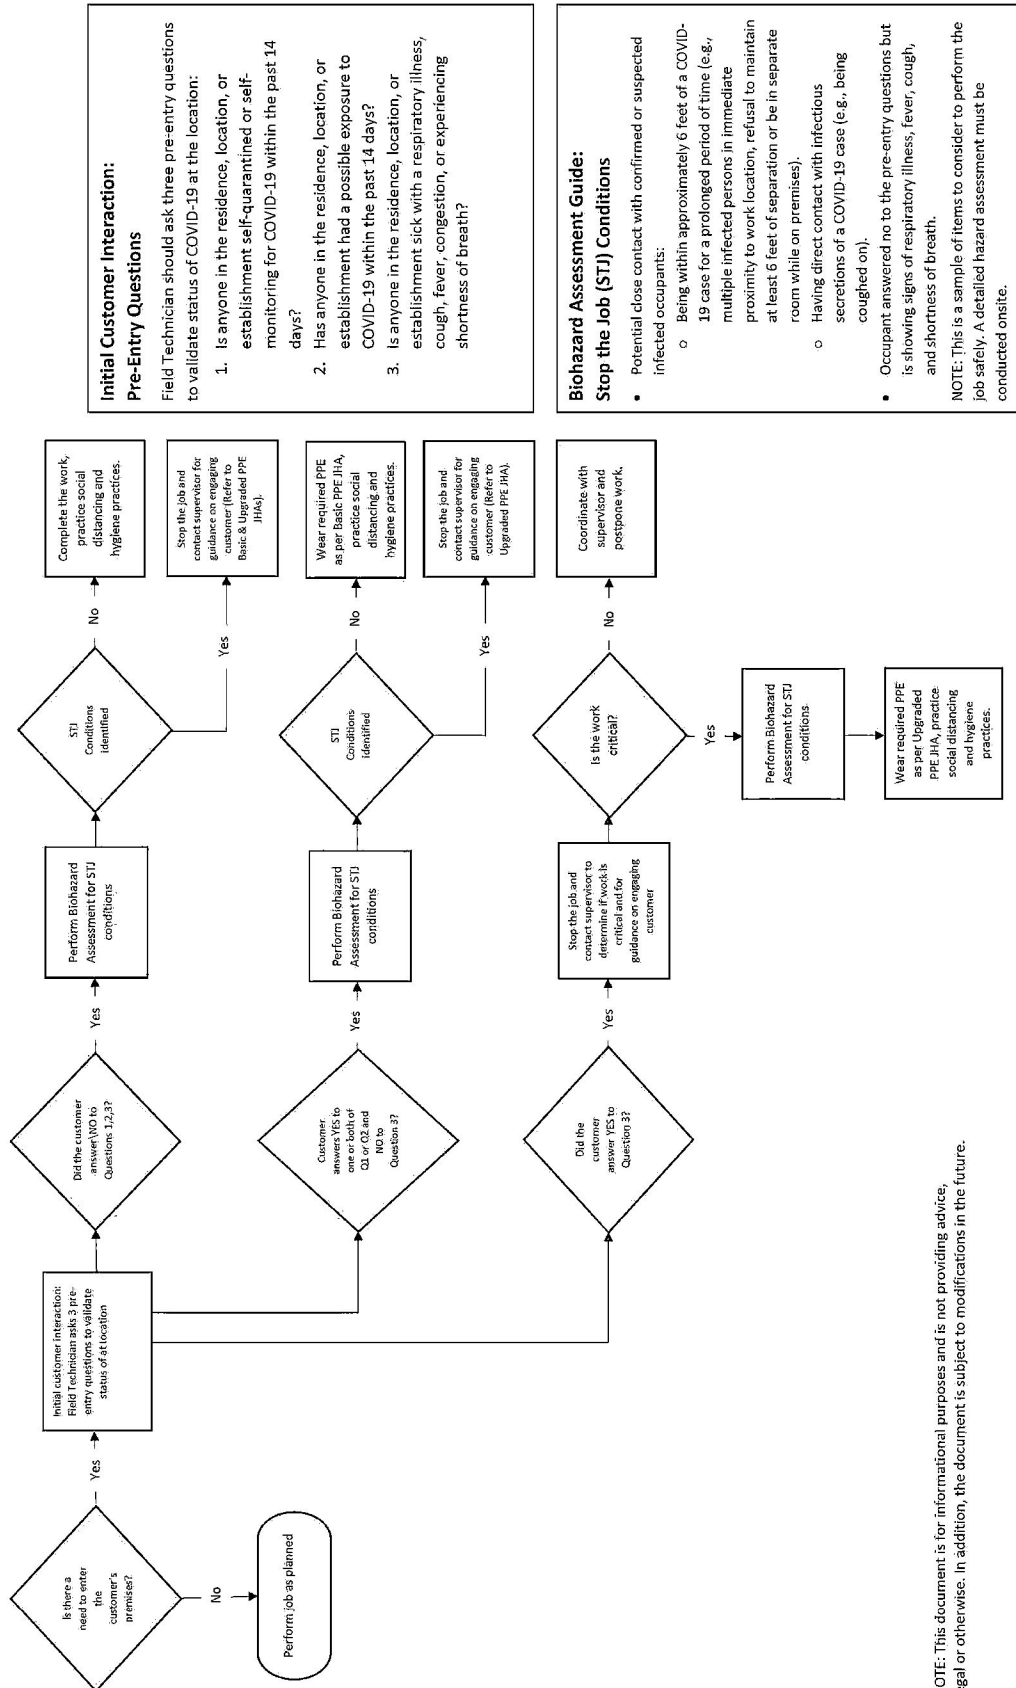 Is there a
need to enter
the
customer's
premises?
Yes
No
Perform job as planned
Initial customer interaction:
Field Technician asks 3 pre-
entry questions to validate
status of at location
Did the customer
answer NO to
Questions 1,2,3?
Yes
Perform Biohazard
Assessment for STJ
conditions
STJ
Conditions
Identified
No
Complete the work,
practice social
distancing and
hygiene practices.
Yes
Stop the job and
contact supervisor for
guidance on engaging
customer (Refer to
Basic & Upgraded PPE
JHAs).
Customer
answers YES to
one or both of
Q1 or Q2 and
NO to
Question 3?
Yes
Perform Biohazard
Assessment for STJ
conditions
STJ
Conditions
identified
No
Wear required PPE
as per Basic PPE JHA,
practice social
distancing and
hygiene practices.
Yes
Stop the job and
contact supervisor for
guidance on engaging
customer (Refer to
Upgraded PPE JHA).
Did the
customer
answer YES to
Question 3?
Yes
Stop the job and
contact supervisor to
determine if work is
critical and for
guidance on engaging
customer
Is the work
critical?
No
Coordinate with
supervisor and
postpone work.
Yes
Perform Biohazard
Assessment for STJ
conditions.
Wear required PPE
as per Upgraded
PPE JHA, practice
social distancing
and hygiene
practices.
Initial Customer Interaction:
Pre-Entry Questions
Field Technician should ask three pre-entry questions
to validate status of COVID-19 at the location:
1. Is anyone in the residence, location, or
establishment self-quarantined or self-
monitoring for COVID-19 within the past 14
days?
2. Has anyone in the residence, location, or
establishment had a possible exposure to
COVID-19 within the past 14 days?
3. Is anyone in the residence, location, or
establishment sick with a respiratory illness,
cough, fever, congestion, or experiencing
shortness of breath?
Biohazard Assessment Guide:
Stop the Job (STJ) Conditions
• Potential close contact with confirmed or suspected
infected occupants:
o Being within approximately 6 feet of a COVID-
19 case for a prolonged period of time (e.g.,
multiple infected persons in immediate
proximity to work location, refusal to maintain
at least 6 feet of separation or be in separate
room while on premises).
o Having direct contact with infectious
secretions of a COVID-19 case (e.g., being
coughed on).
• Occupant answered no to the pre-entry questions but
is showing signs of respiratory illness, fever, cough,
and shortness of breath.
NOTE: This is a sample of items to consider to perform the
job safely. A detailed hazard assessment must be
conducted onsite.
OTE: This document is for informational purposes and is not providing advice,
egal or otherwise. In addition, the document is subject to modifications in the future.